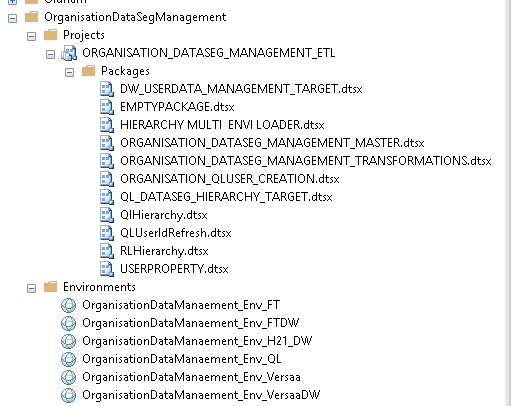 OrganisationDataSegManagement
Projects
ORGANISATION_DATASEG_MANAGEMENT_ETL
Packages
DW_USERDATA_MANAGEMENT_TARGET.dtsx
EMPTYPACKAGE.dtsx
HIERARCHY MULTI ENVI LOADER.dtsx
ORGANISATION_DATASEG_MANAGEMENT_MASTER.dtsx
ORGANISATION_DATASEG_MANAGEMENT_TRANSFORMATIONS.dtsx
ORGANISATION_QLUSER_CREATION.dtsx
QL_DATASEG_HIERARCHY_TARGET.dtsx
QlHierarchy.dtsx
QLUserIdRefresh.dtsx
RLHierarchy.dtsx
USERPROPERTY.dtsx
Environments
OrganisationDataManaement_Env_FT
OrganisationDataManaement_Env_FTDW
OrganisationDataManaement_Env_H21_DW
OrganisationDataManaement_Env_QL
OrganisationDataManaement_Env_Versaa
OrganisationDataManaement_Env_VersaaDW